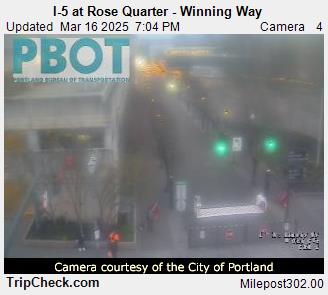 I-5 at Rose Quarter - Winning Way
Updated Mar 16 2025 7:04 PM Camera 4
PBOT
PORTLAND BUREAU OF TRANSPORTATION
Camera courtesy of the City of Portland
TripCheck.com Milepost302.00